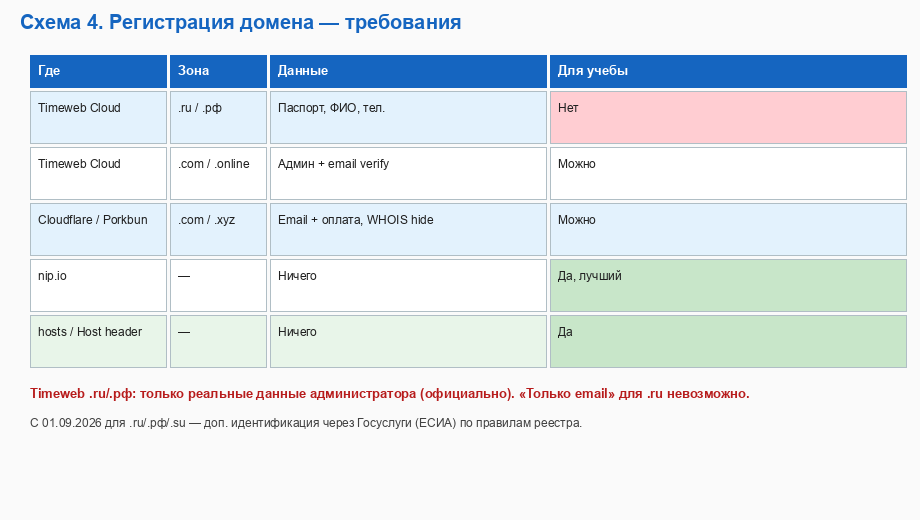 Схема 4. Регистрация домена — требования
Где Зона Данные Для учебы
Timeweb Cloud .ru / .рф Паспорт, ФИО, тел. Нет
Timeweb Cloud .com / .online Админ + email verify Можно
Cloudflare / Porkbun .com / .xyz Email + оплата, WHOIS hide Можно
nip.io — Ничего Да, лучший
hosts / Host header — Ничего Да
Timeweb .ru/.рф: только реальные данные администратора (официально). «Только email» для .ru невозможно.
С 01.09.2026 для .ru/.рф/.su — доп. идентификация через Госуслуги (ЕСИА) по правилам реестра.